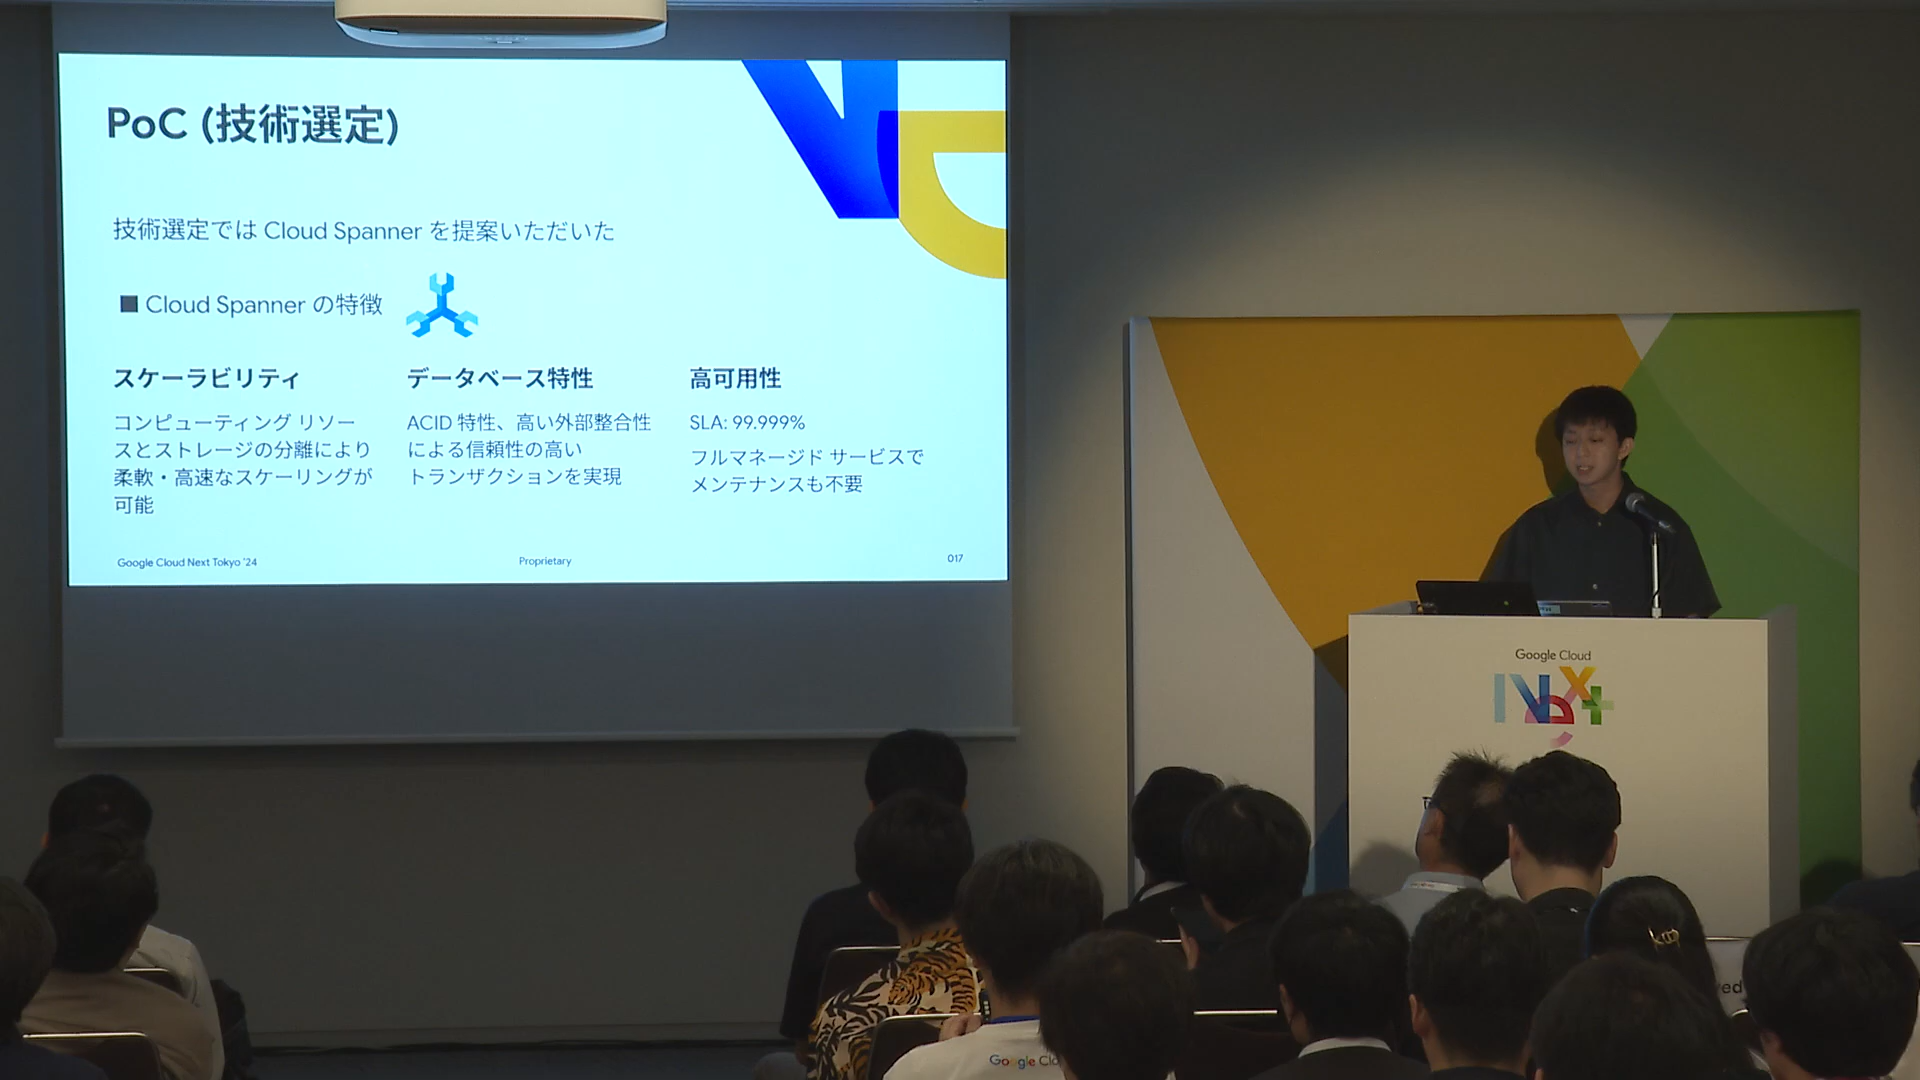 PoC (技術選定)
技術選定では Cloud Spanner を提案いただいた
■ Cloud Spanner の特徴
スケーラビリティ
コンピューティング リソー
スとストレージの分離により
柔軟・高速なスケーリングが
可能
データベース特性
ACID 特性、高い外部整合性
による信頼性の高い
トランザクションを実現
高可用性
SLA: 99.999%
フルマネージド サービスで
メンテナンスも不要
Google Cloud Next Tokyo '24
Proprietary
017
Google Cloud
Next
Google Clo